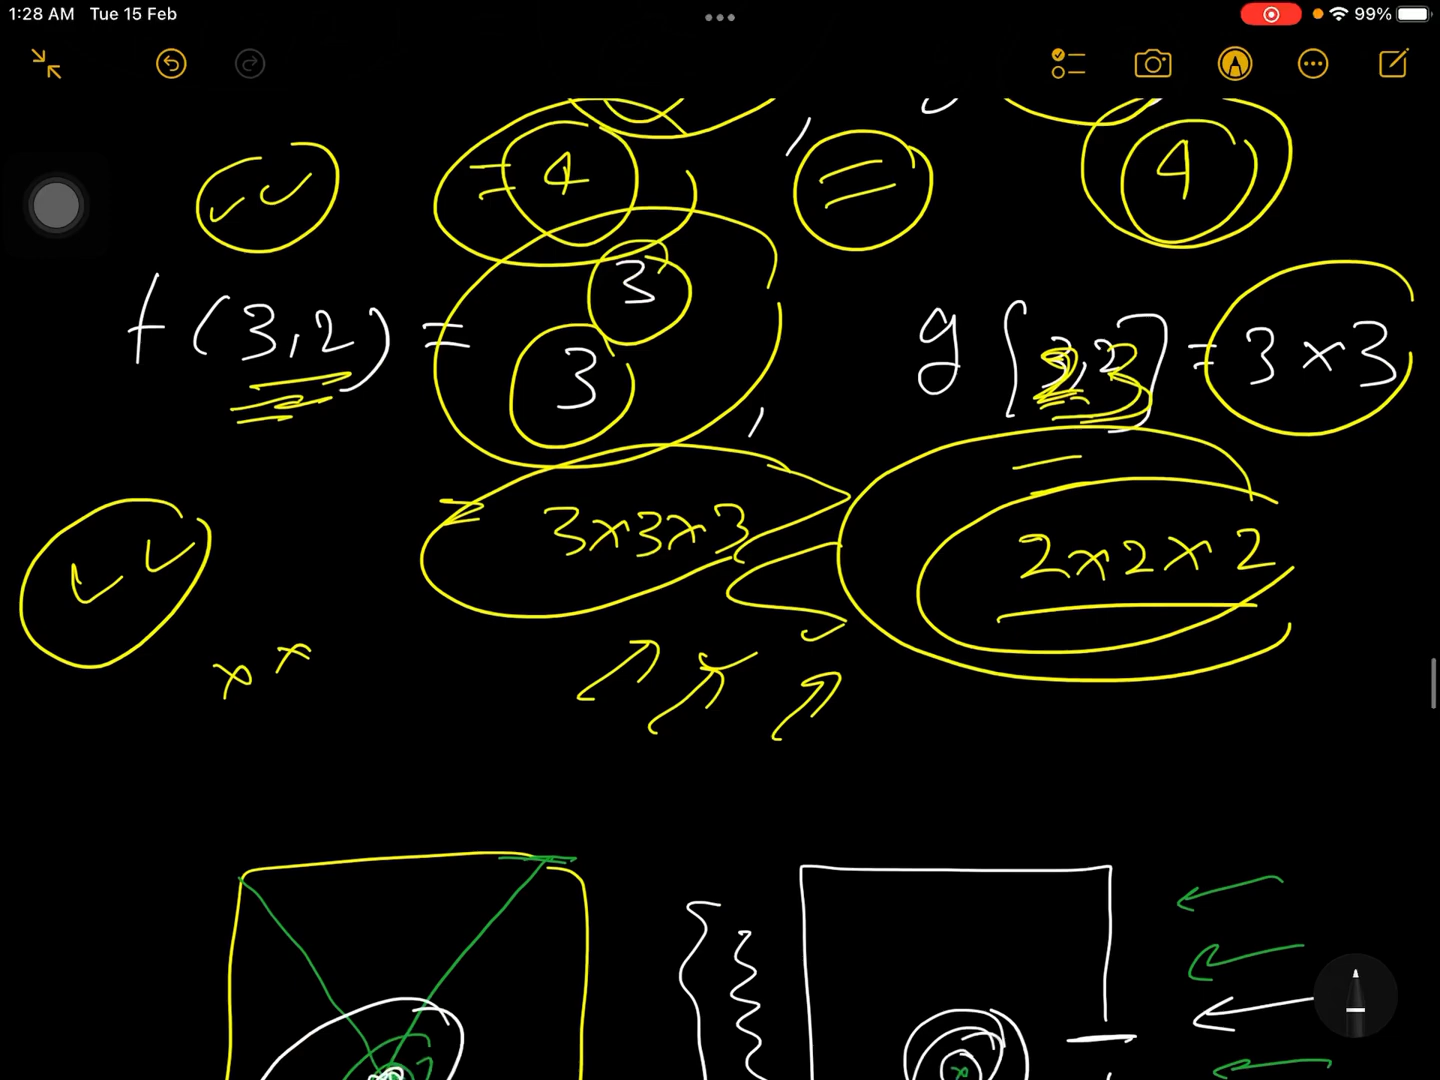 1:28 AM Tue 15 Feb 99%
= 4 , = 4
f(3,2) = 3^3 , g[2,3] = 3×3
= 3×3×3 = 2×2×2
x^x
x